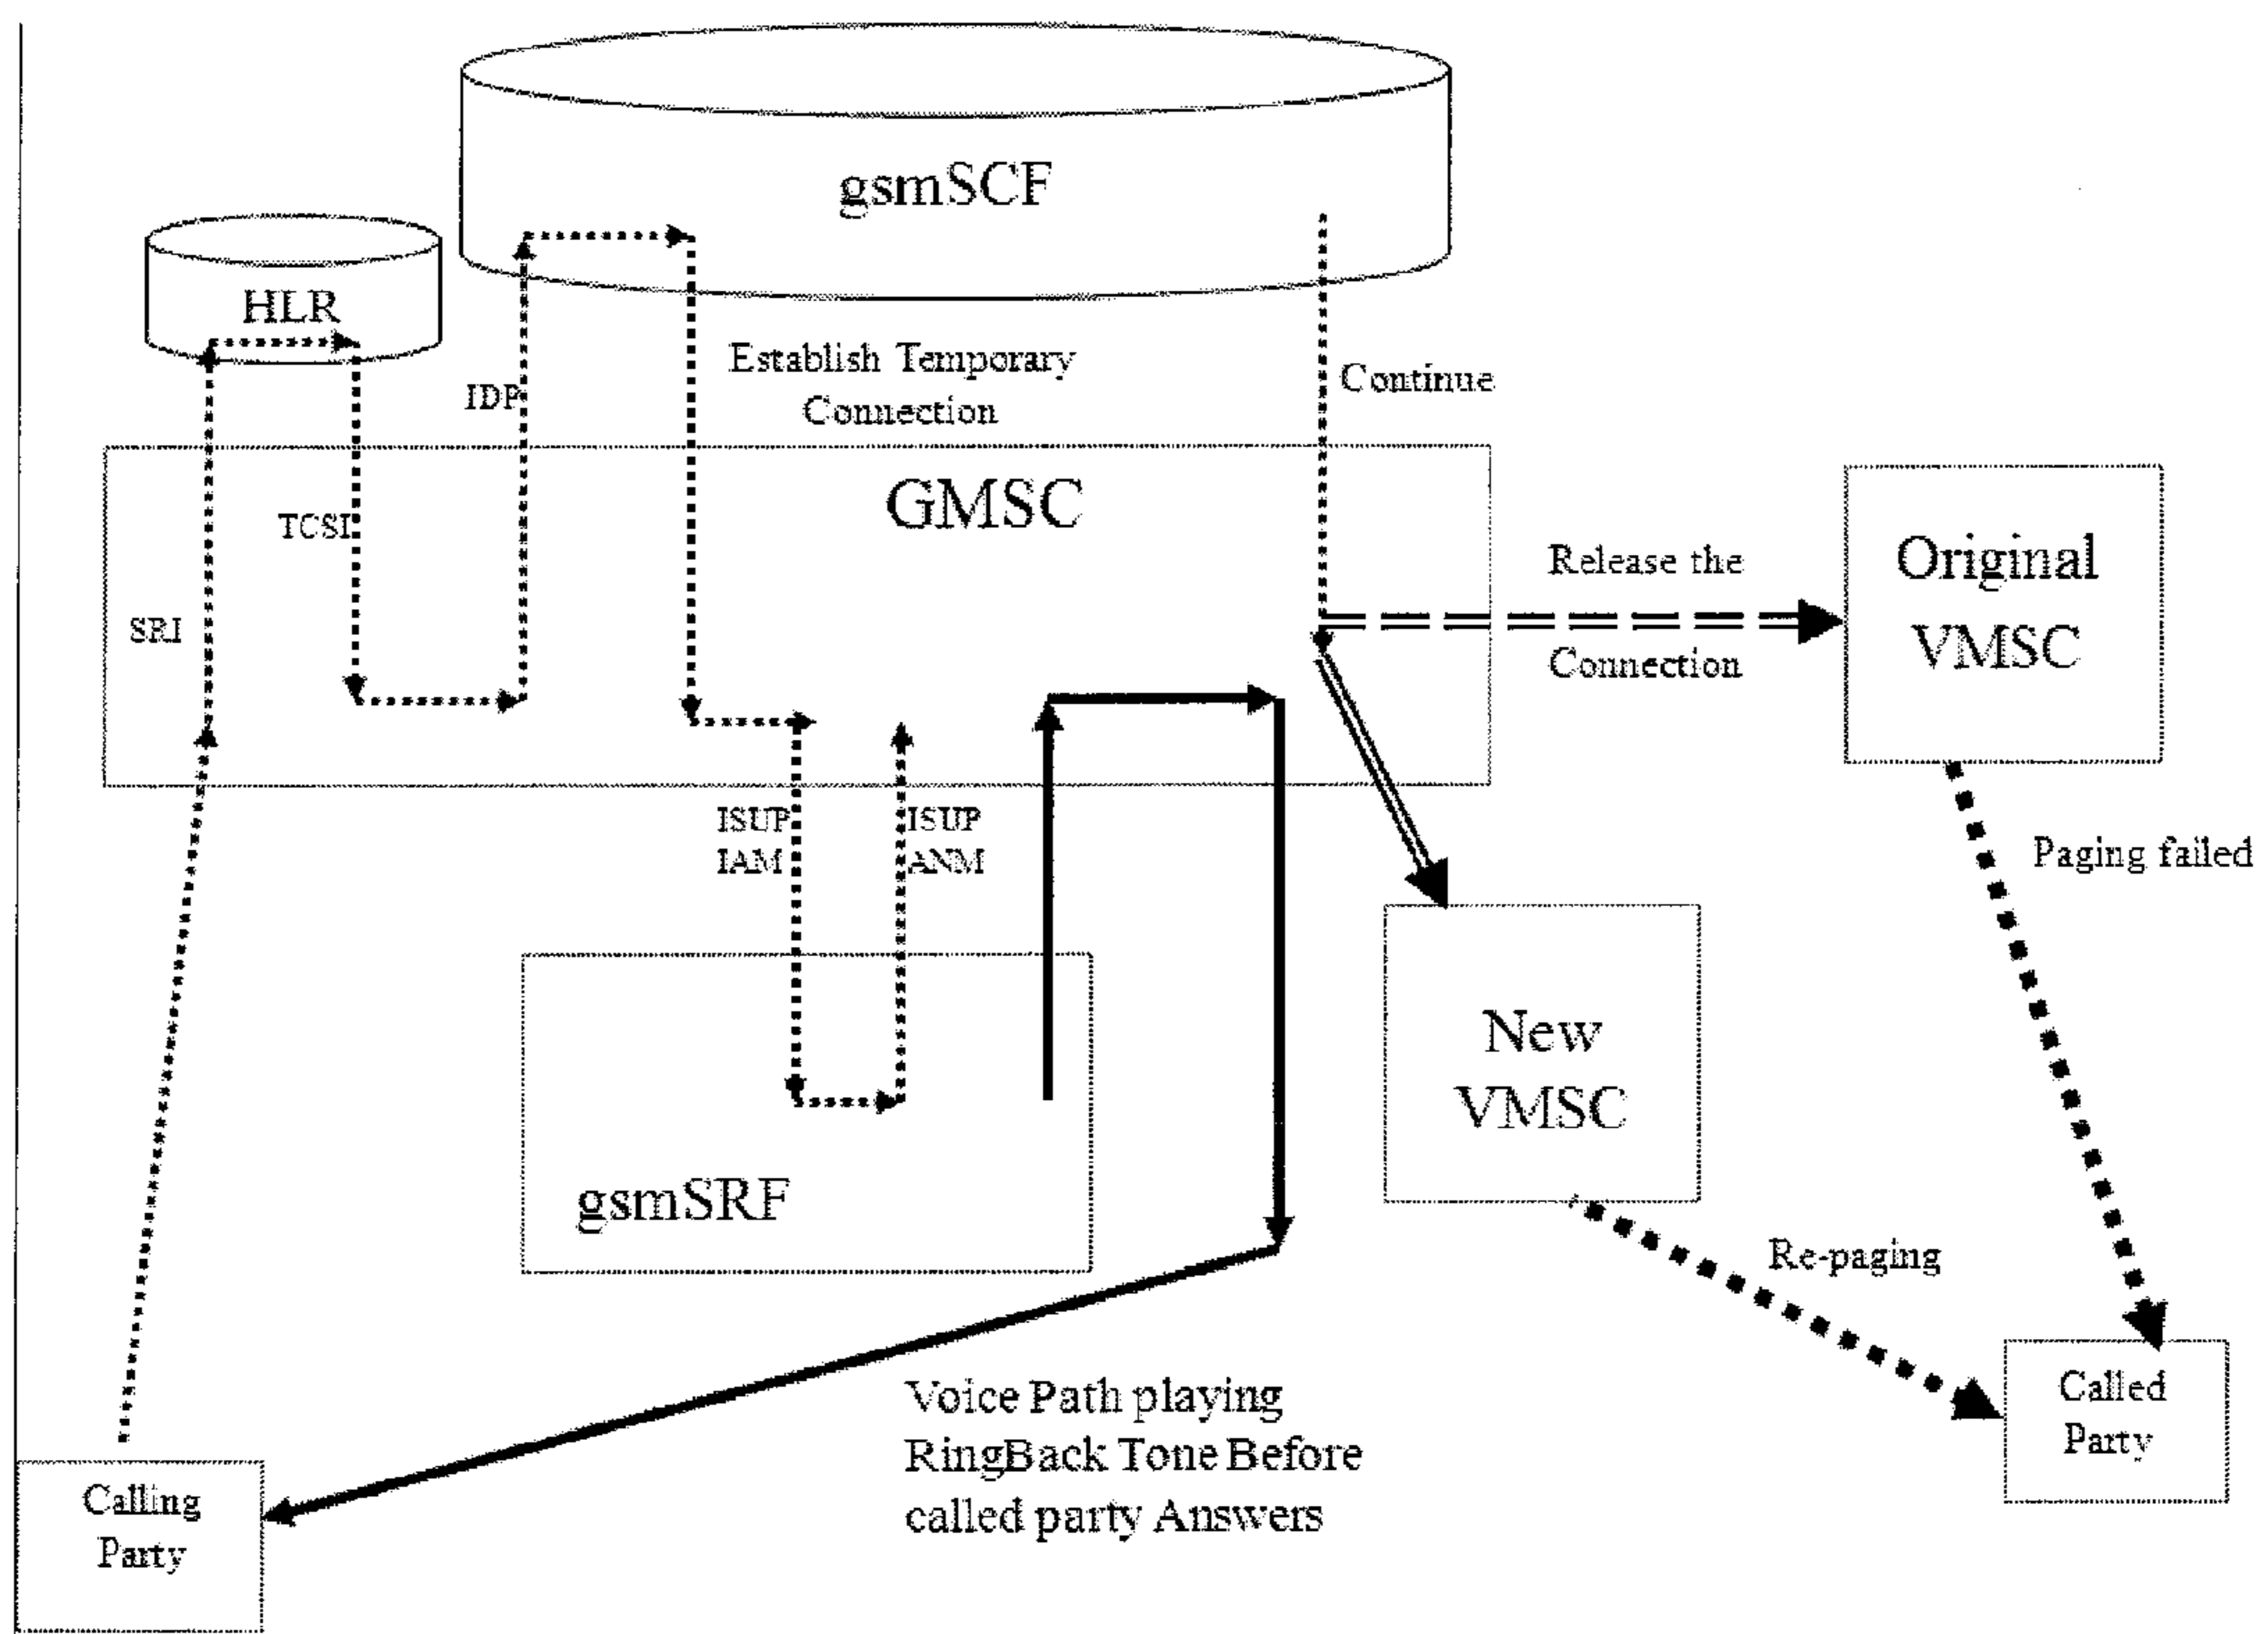 gsmSCF
HLR
IDP
Establish Temporary
Connection
Continue
GMSC
TCSI
SRI
Release the
Connection
Original
VMSC
ISUP
IAM
ISUP
ANM
Paging failed
New
VMSC
gsmSRF
Re-paging
Voice Path playing
RingBack Tone Before
called party Answers
Called
Party
Calling
Party